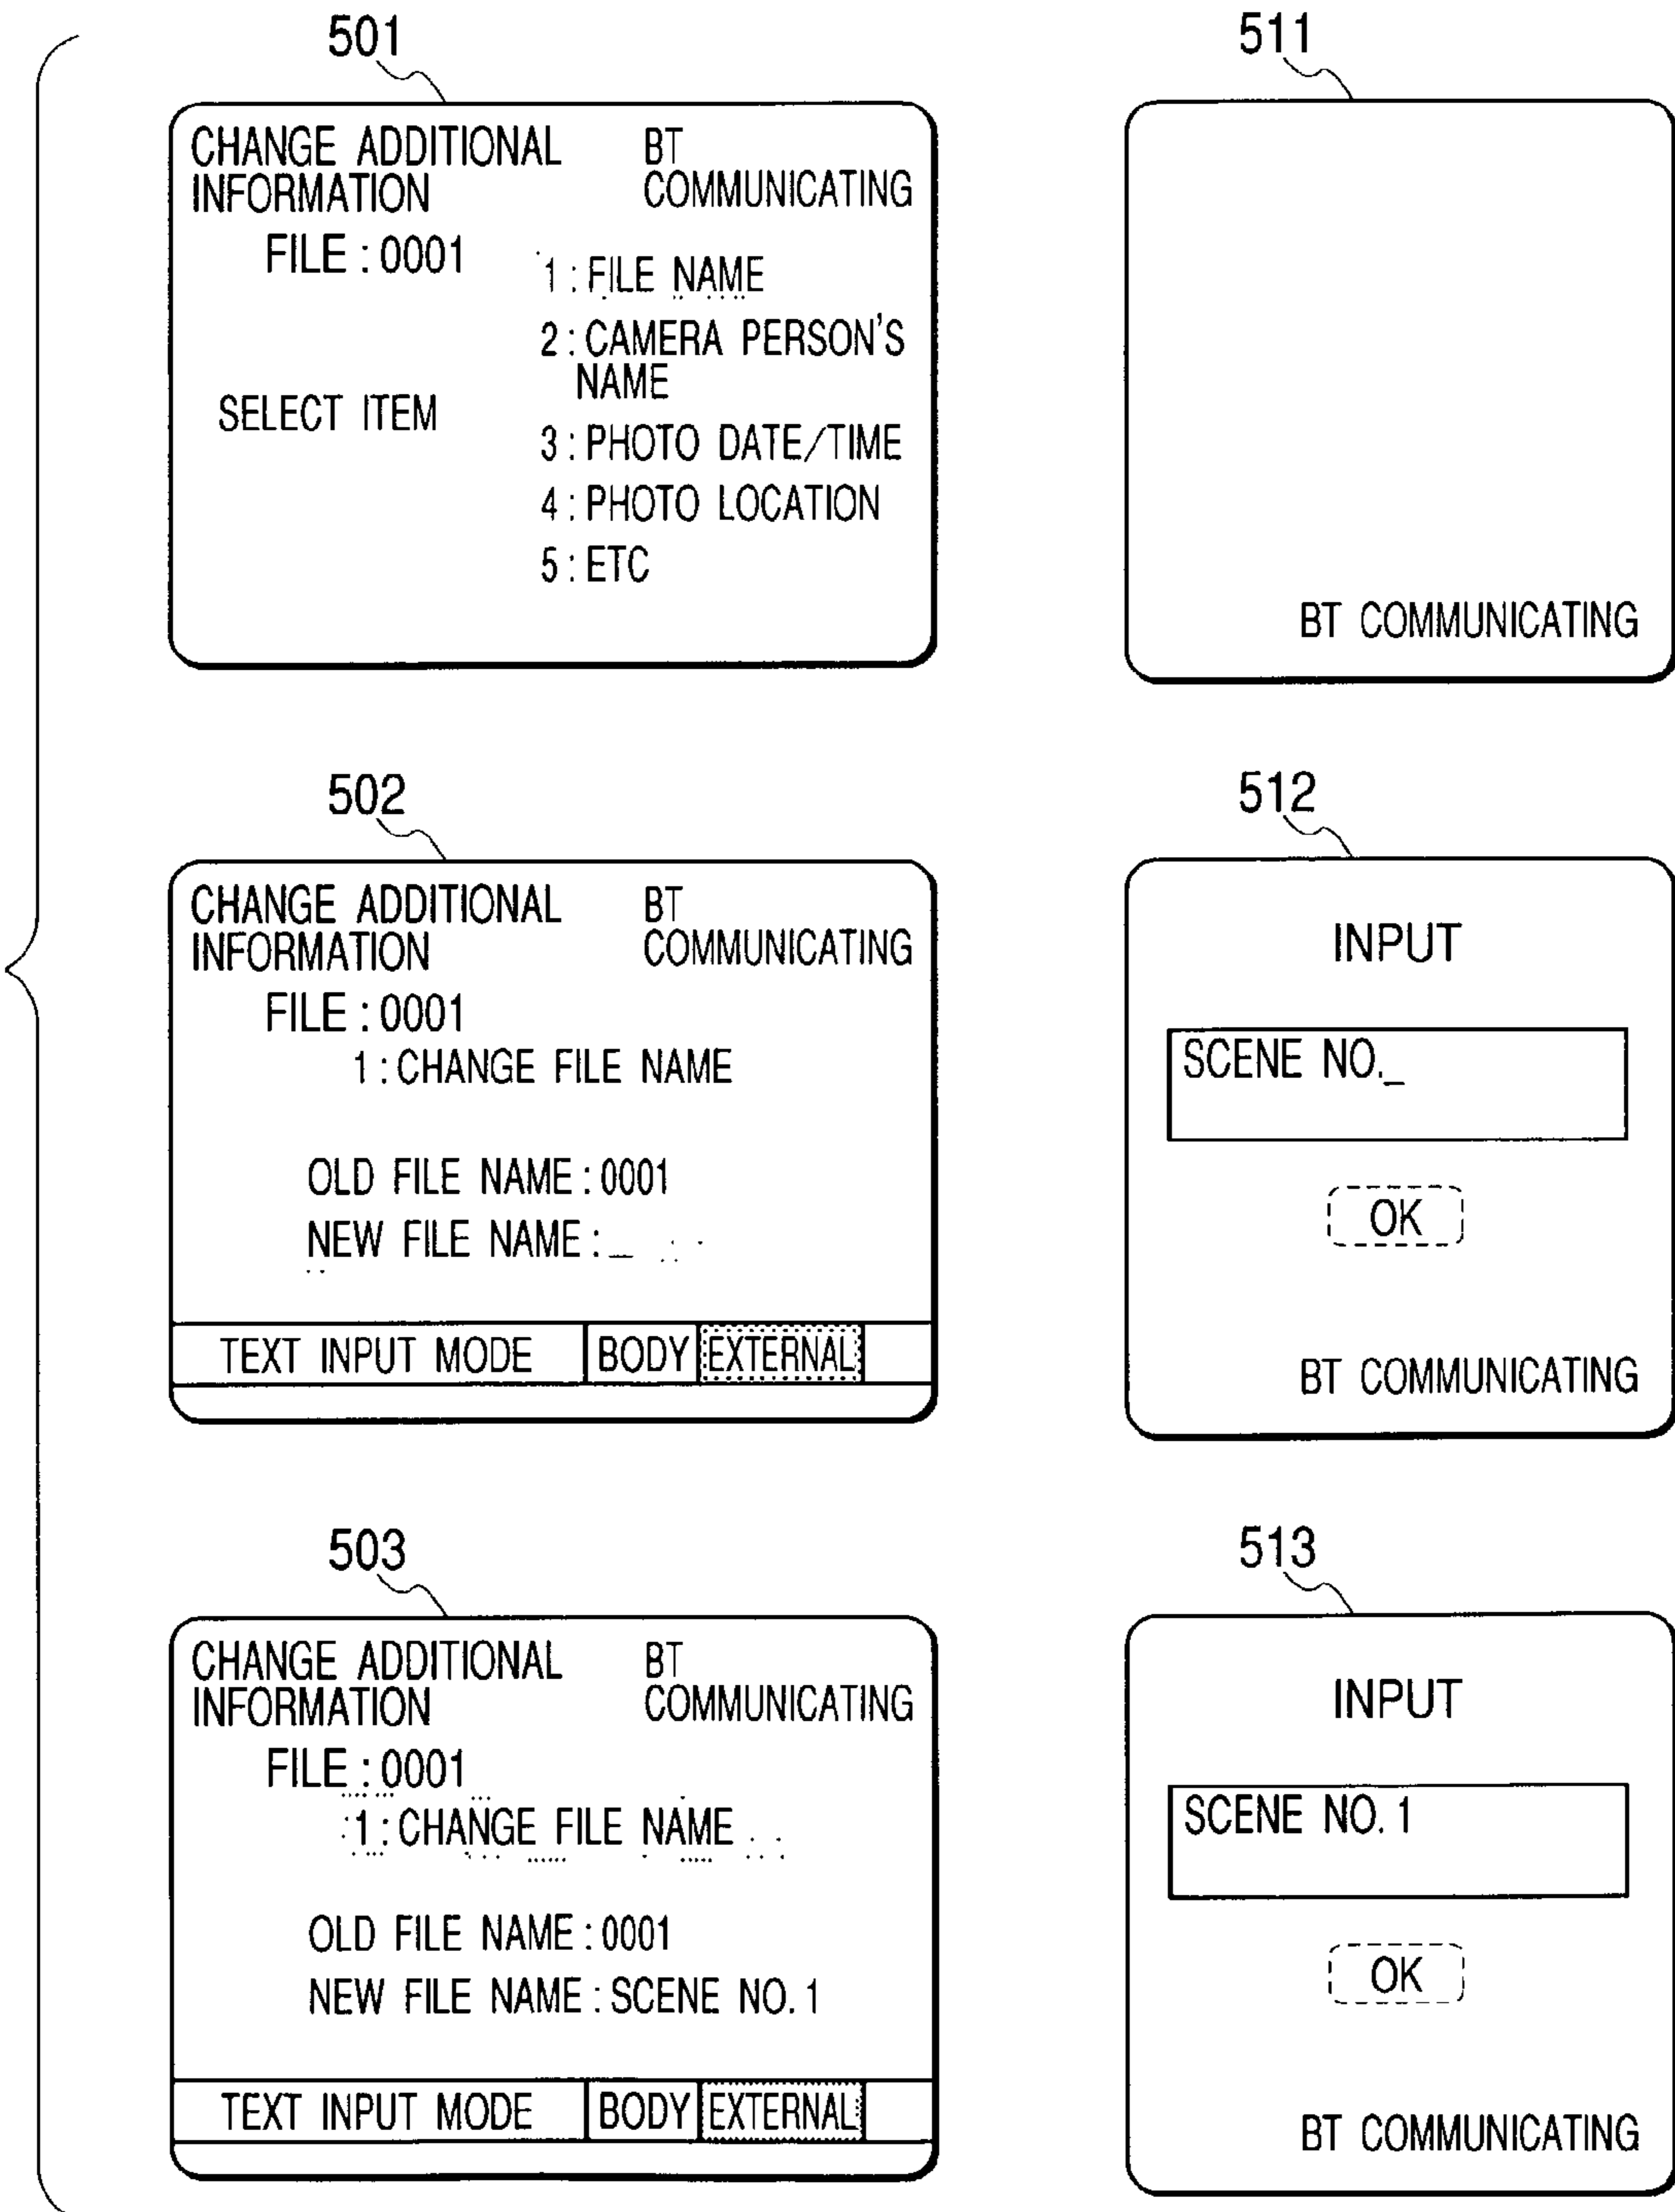 501
CHANGE ADDITIONAL
INFORMATION
BT
COMMUNICATING
FILE : 0001
1 : FILE NAME
2 : CAMERA PERSON'S
NAME
SELECT ITEM
3 : PHOTO DATE/TIME
4 : PHOTO LOCATION
5 : ETC
511
BT COMMUNICATING
502
CHANGE ADDITIONAL
INFORMATION
BT
COMMUNICATING
FILE : 0001
1 : CHANGE FILE NAME
OLD FILE NAME : 0001
NEW FILE NAME : _
TEXT INPUT MODE BODY EXTERNAL
512
INPUT
SCENE NO._
OK
BT COMMUNICATING
503
CHANGE ADDITIONAL
INFORMATION
BT
COMMUNICATING
FILE : 0001
1 : CHANGE FILE NAME
OLD FILE NAME : 0001
NEW FILE NAME : SCENE NO. 1
TEXT INPUT MODE BODY EXTERNAL
513
INPUT
SCENE NO. 1
OK
BT COMMUNICATING